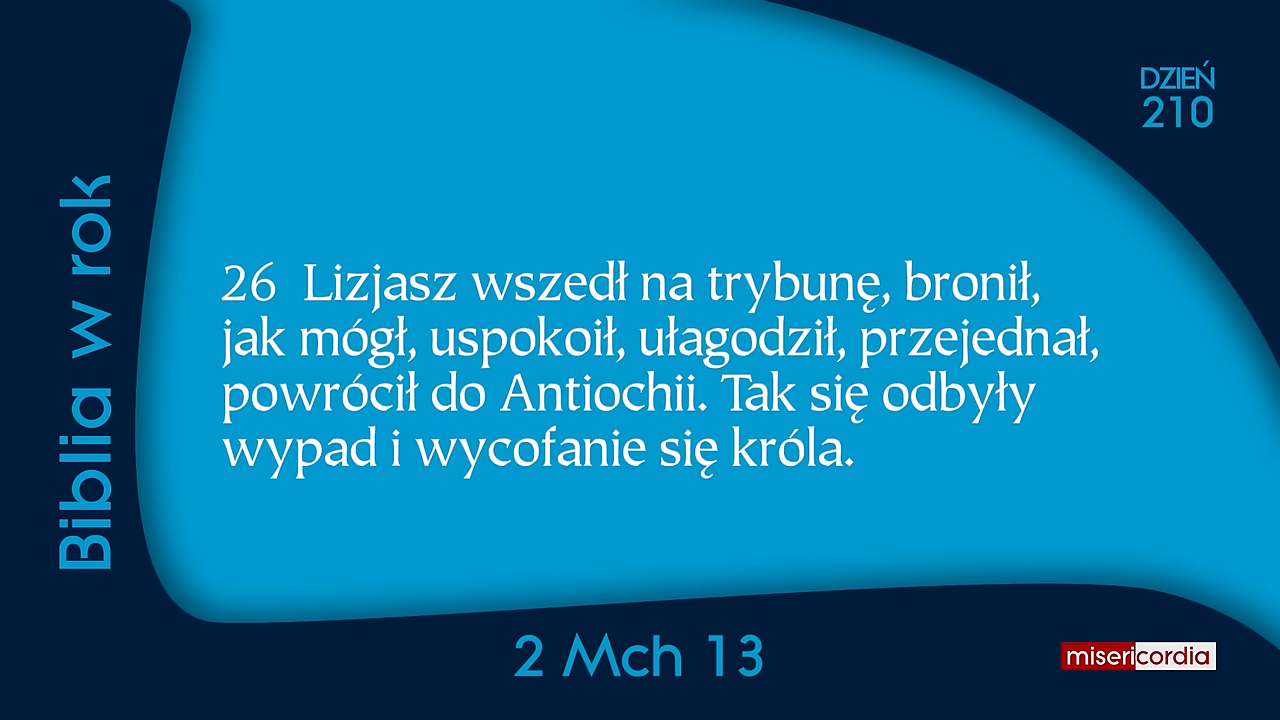 DZIEŃ
210
Biblia w rok
26 Lizjasz wszedł na trybunę, bronił,
jak mógł, uspokoił, ułagodził, przejednał,
powrócił do Antiochii. Tak się odbyły
wypad i wycofanie się króla.
2 Mch 13
misericordia